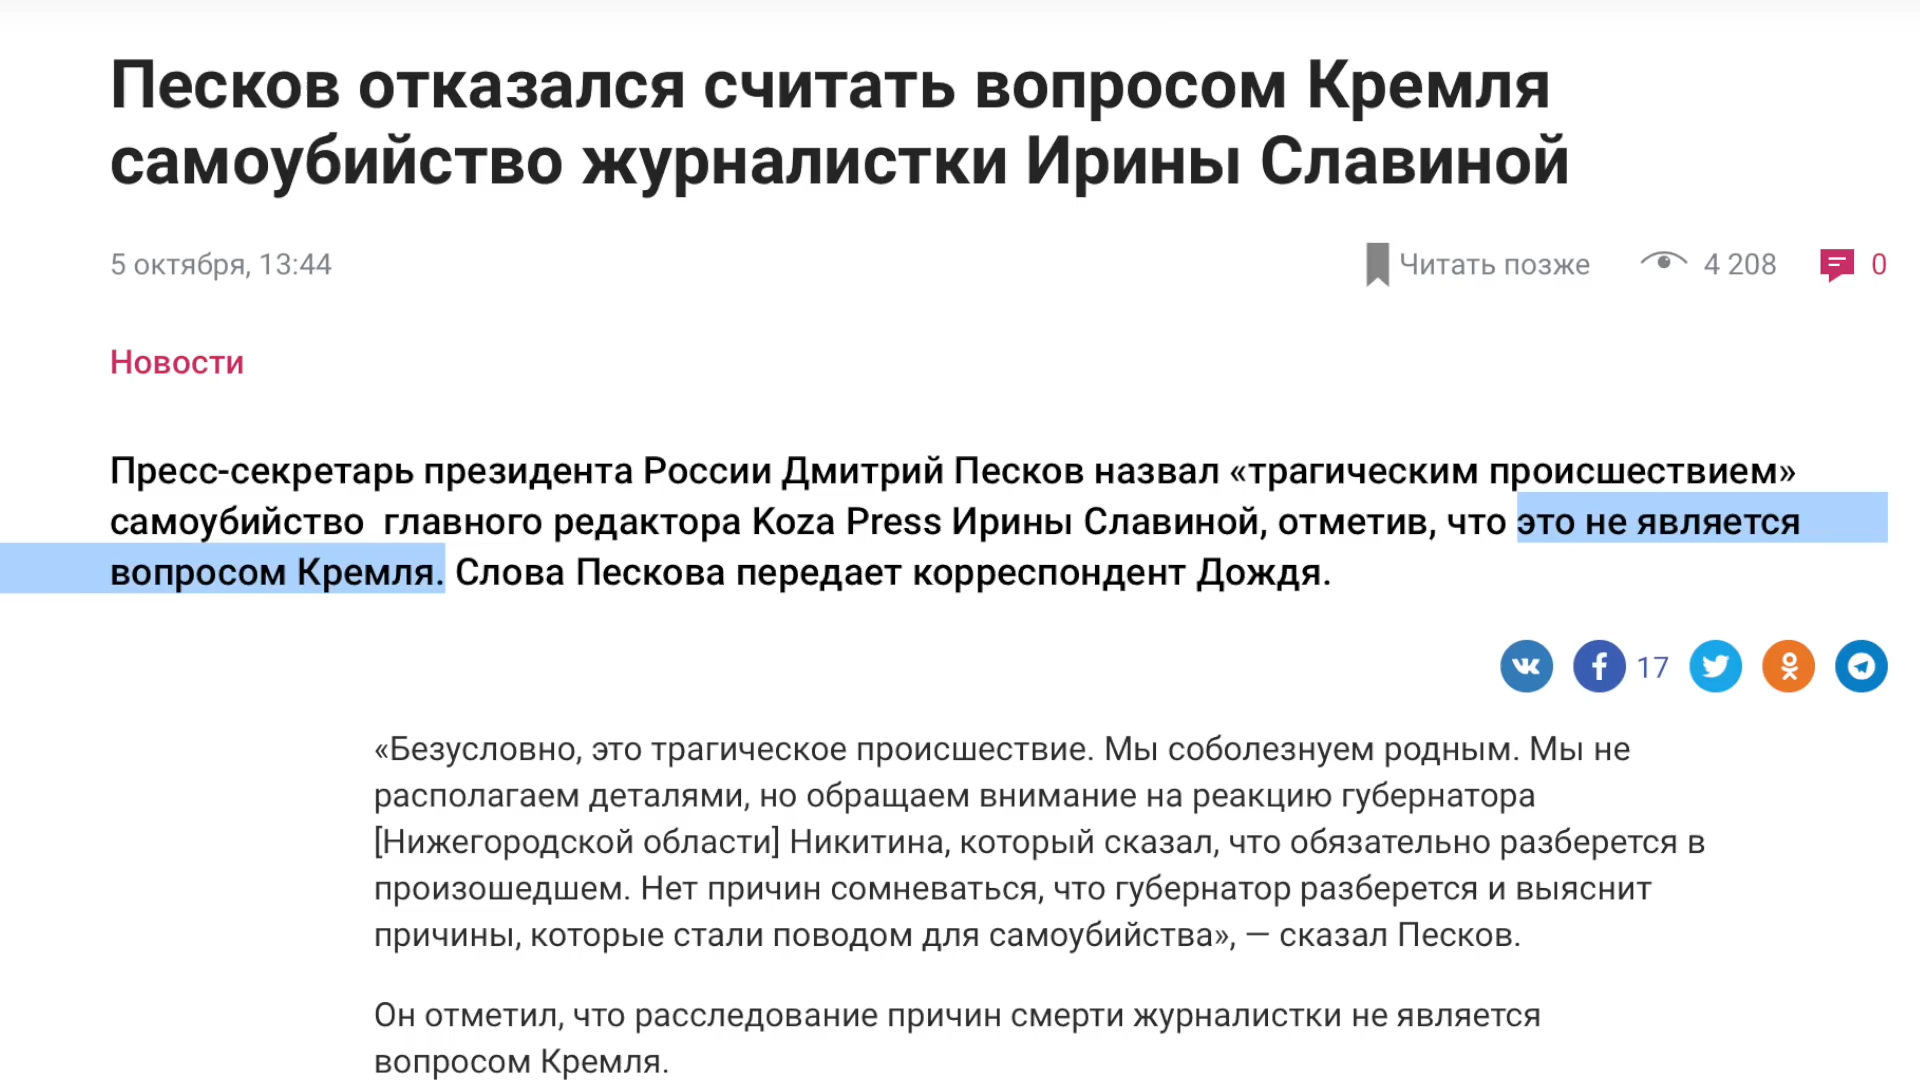 Песков отказался считать вопросом Кремля
самоубийство журналистки Ирины Славиной
5 октября, 13:44
Читать позже
4 208
0
Новости
Пресс-секретарь президента России Дмитрий Песков назвал «трагическим происшествием»
самоубийство главного редактора Koza Press Ирины Славиной, отметив, что это не является
вопросом Кремля. Слова Пескова передает корреспондент Дождя.
17
«Безусловно, это трагическое происшествие. Мы соболезнуем родным. Мы не
располагаем деталями, но обращаем внимание на реакцию губернатора
[Нижегородской области] Никитина, который сказал, что обязательно разберется в
произошедшем. Нет причин сомневаться, что губернатор разберется и выяснит
причины, которые стали поводом для самоубийства», — сказал Песков.
Он отметил, что расследование причин смерти журналистки не является
вопросом Кремля.